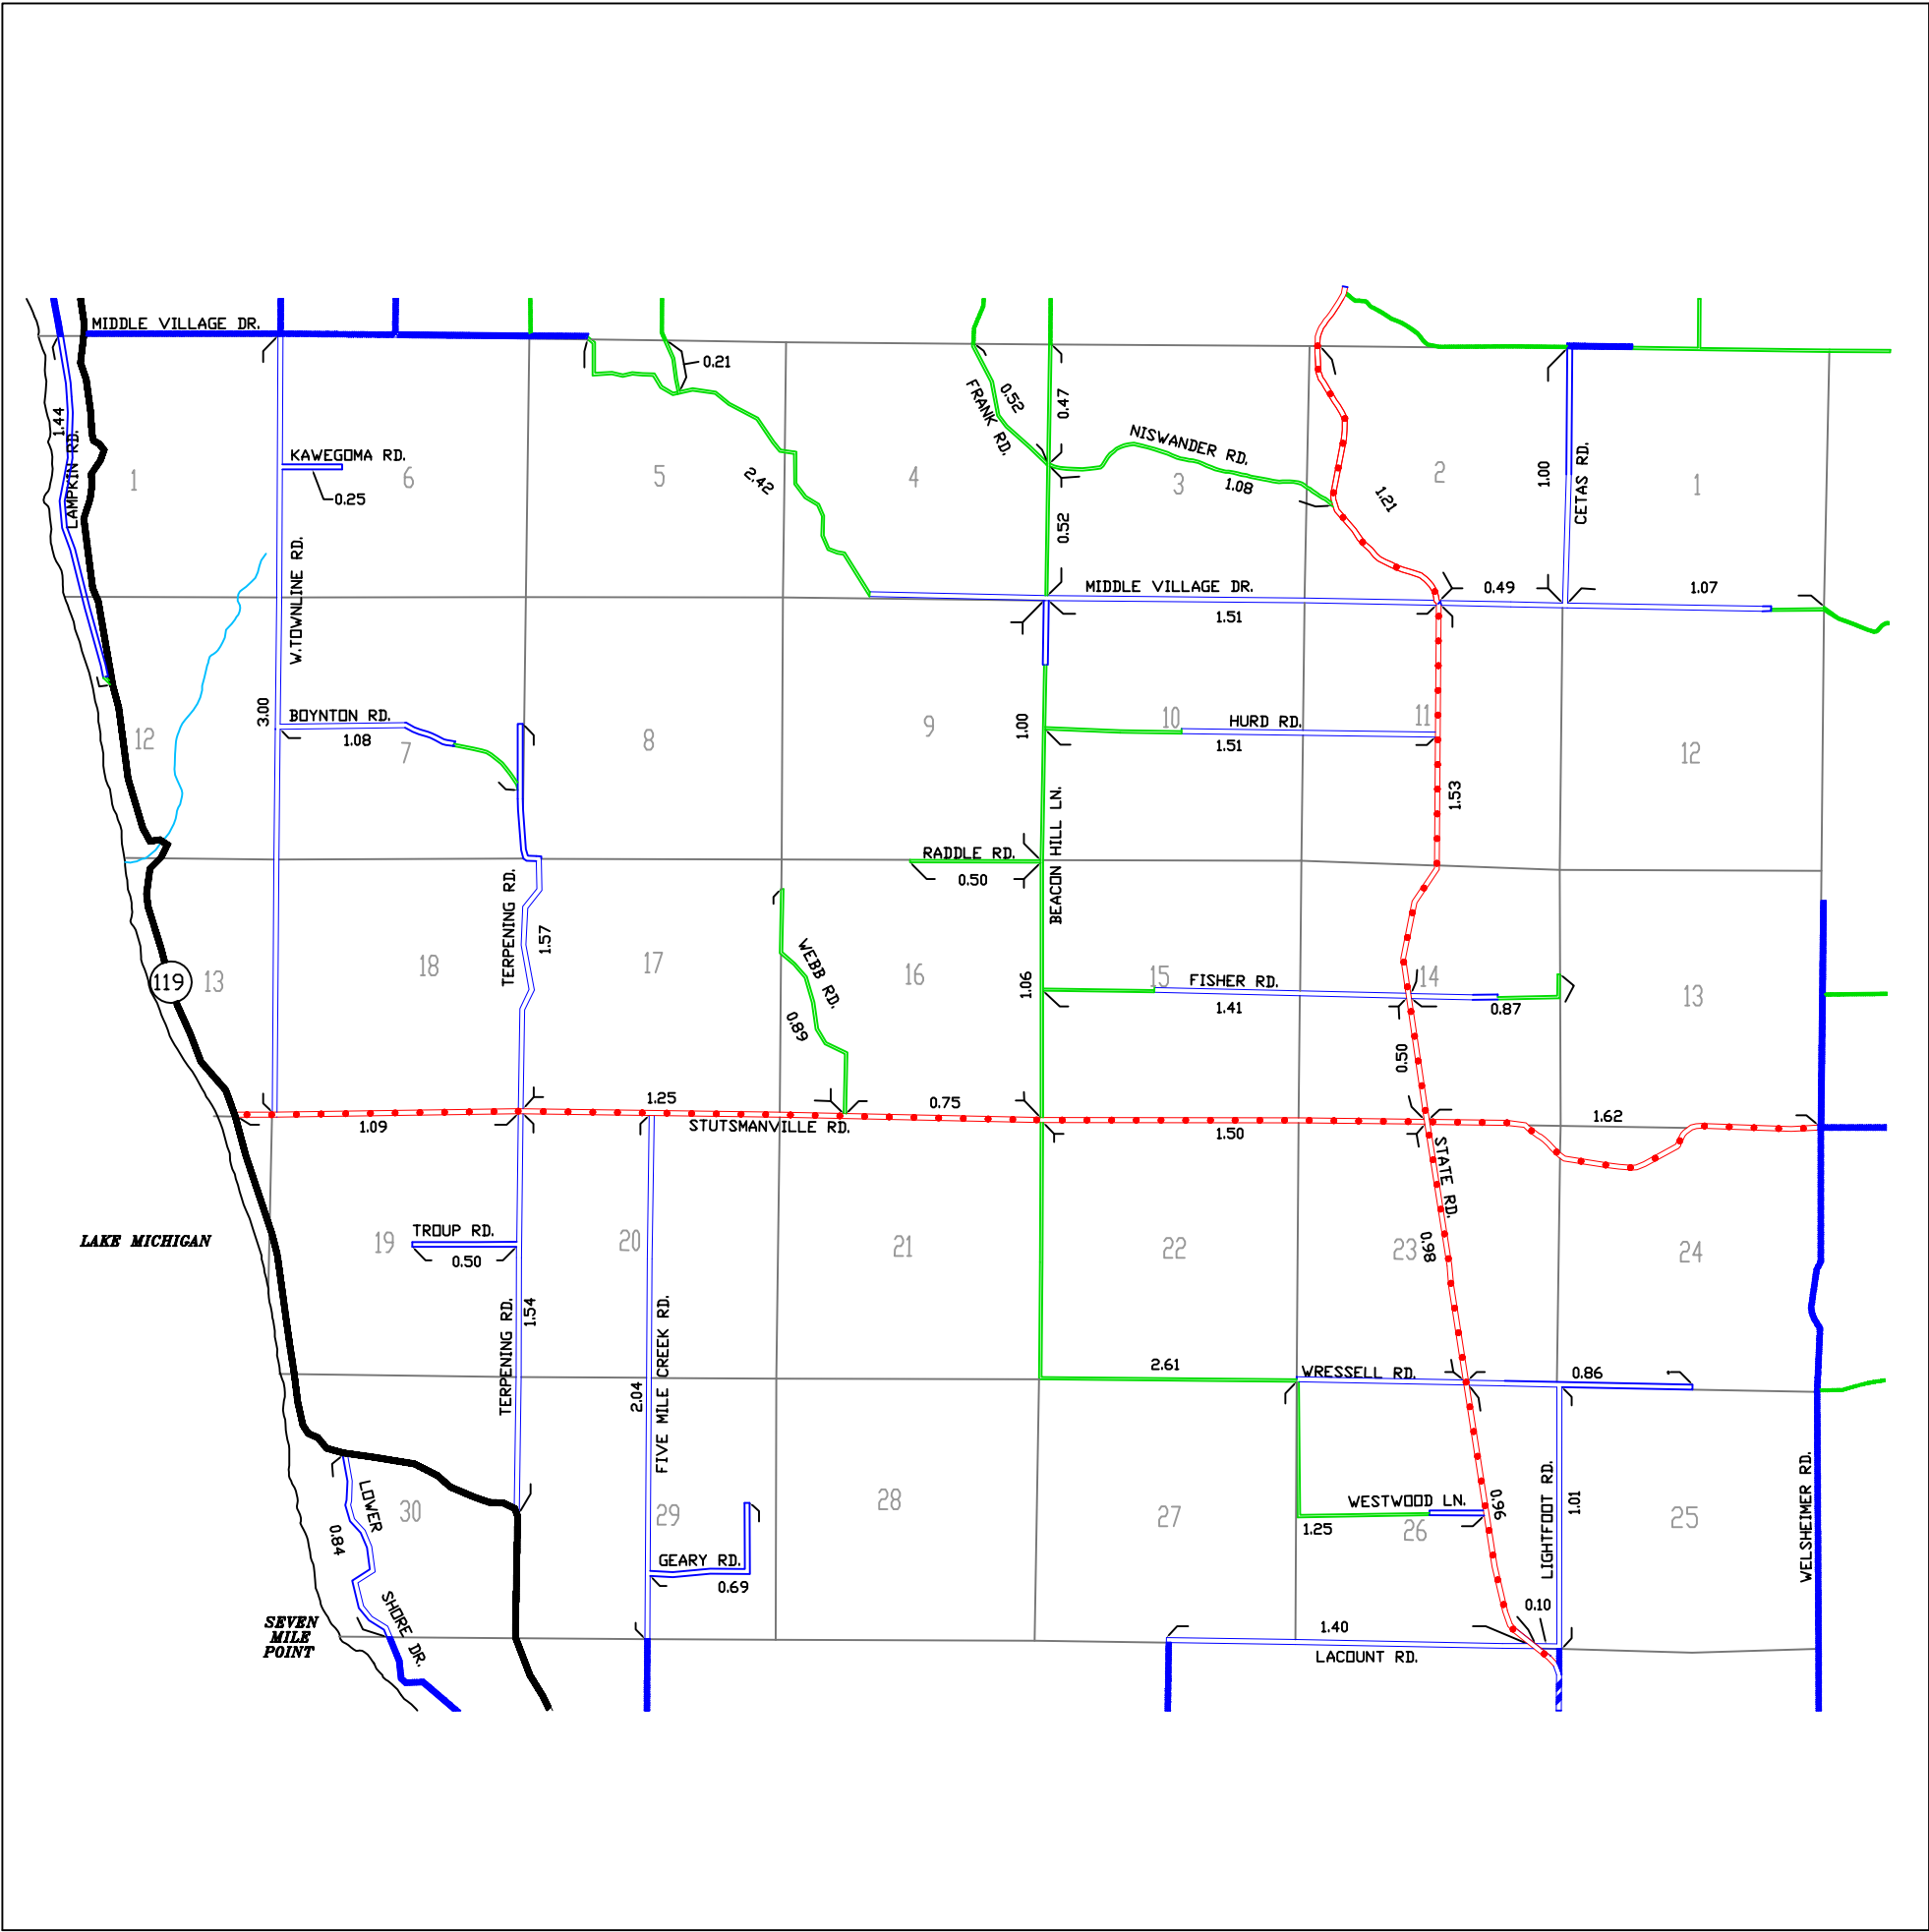 MIDDLE VILLAGE DR.
0.21
0.52
FRANK RD.
0.47
1.44
LAMPKIN RD.
1
KAWEGOMA RD.
0.25
6
5
2.42
4
NISWANDER RD.
1.08
3
1.21
2
1.00
CETAS RD.
1
W.TOWNLINE RD.
0.52
MIDDLE VILLAGE DR.
1.51
0.49
1.07
3.00
BOYNTON RD.
1.08
12
7
8
9
1.00
10
HURD RD.
1.51
11
12
1.53
BEACON HILL LN.
RADDLE RD.
0.50
TERPENING RD.
1.57
119
13
18
17
WEBB RD.
0.89
16
1.06
15
FISHER RD.
1.41
14
0.87
13
0.50
1.09
1.25
STUTSMANVILLE RD.
0.75
1.50
1.62
STATE RD.
0.98
LAKE MICHIGAN
19
TROUP RD.
0.50
20
21
22
23
24
TERPENING RD.
1.54
2.04
FIVE MILE CREEK RD.
2.61
WRESSELL RD.
0.86
LOWER
0.84
SHORE DR.
30
29
28
27
WESTWOOD LN.
1.25
26
0.96
LIGHTFOOT RD.
1.01
25
WELSHEIMER RD.
GEARY RD.
0.69
SEVEN
MILE
POINT
1.40
0.10
LACOUNT RD.